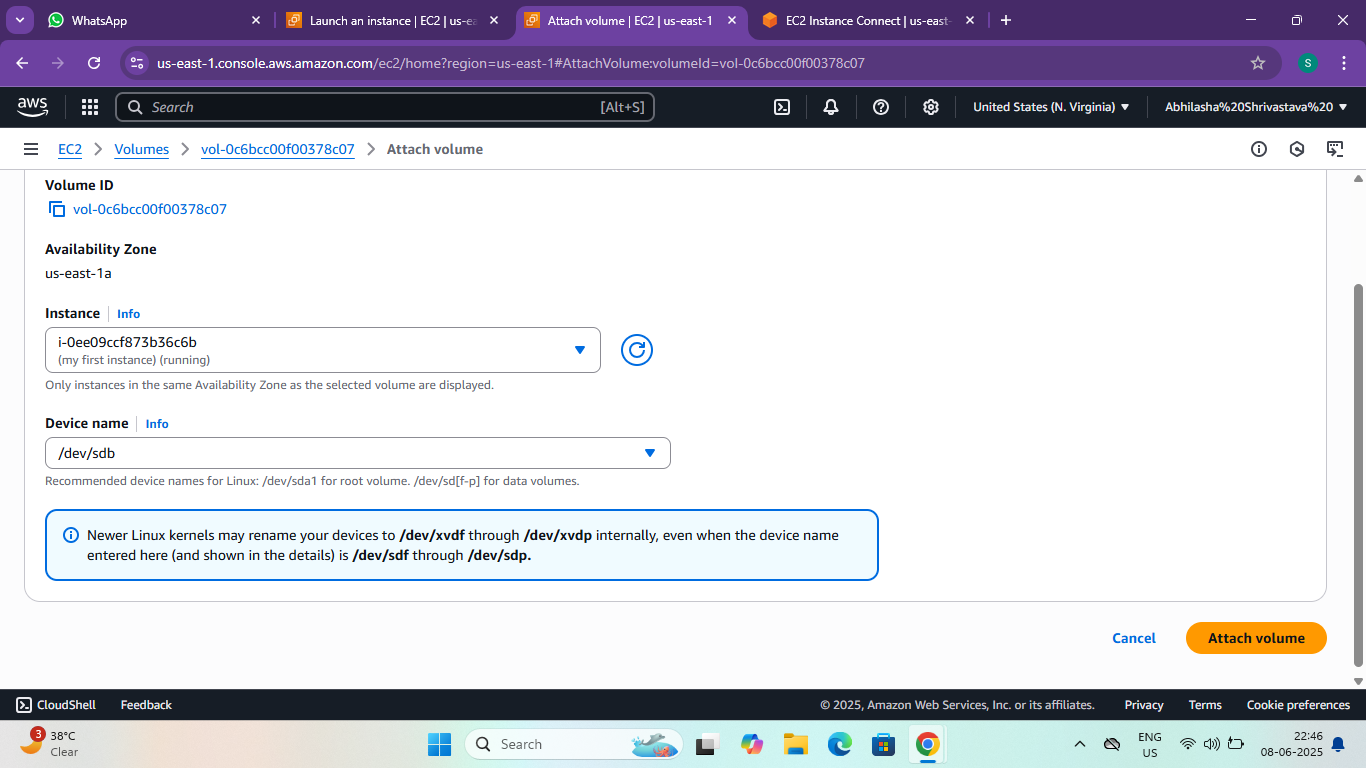 WhatsApp
Launch an instance | EC2 | us-ea
Attach volume | EC2 | us-east-1
EC2 Instance Connect | us-east-
us-east-1.console.aws.amazon.com/ec2/home?region=us-east-1#AttachVolume:volumeId=vol-0c6bcc00f00378c07
S
aws
Search
[Alt+S]
United States (N. Virginia)
Abhilasha%20Shrivastava%20
EC2
Volumes
vol-0c6bcc00f00378c07
Attach volume
Volume ID
vol-0c6bcc00f00378c07
Availability Zone
us-east-1a
Instance
Info
i-0ee09ccf873b36c6b
(my first instance) (running)
Only instances in the same Availability Zone as the selected volume are displayed.
Device name
Info
/dev/sdb
Recommended device names for Linux: /dev/sda1 for root volume. /dev/sd[f-p] for data volumes.
Newer Linux kernels may rename your devices to /dev/xvdf through /dev/xvdp internally, even when the device name
entered here (and shown in the details) is /dev/sdf through /dev/sdp.
Cancel
Attach volume
CloudShell
Feedback
© 2025, Amazon Web Services, Inc. or its affiliates.
Privacy
Terms
Cookie preferences
3
38°C
Clear
Search
ENG
US
22:46
08-06-2025